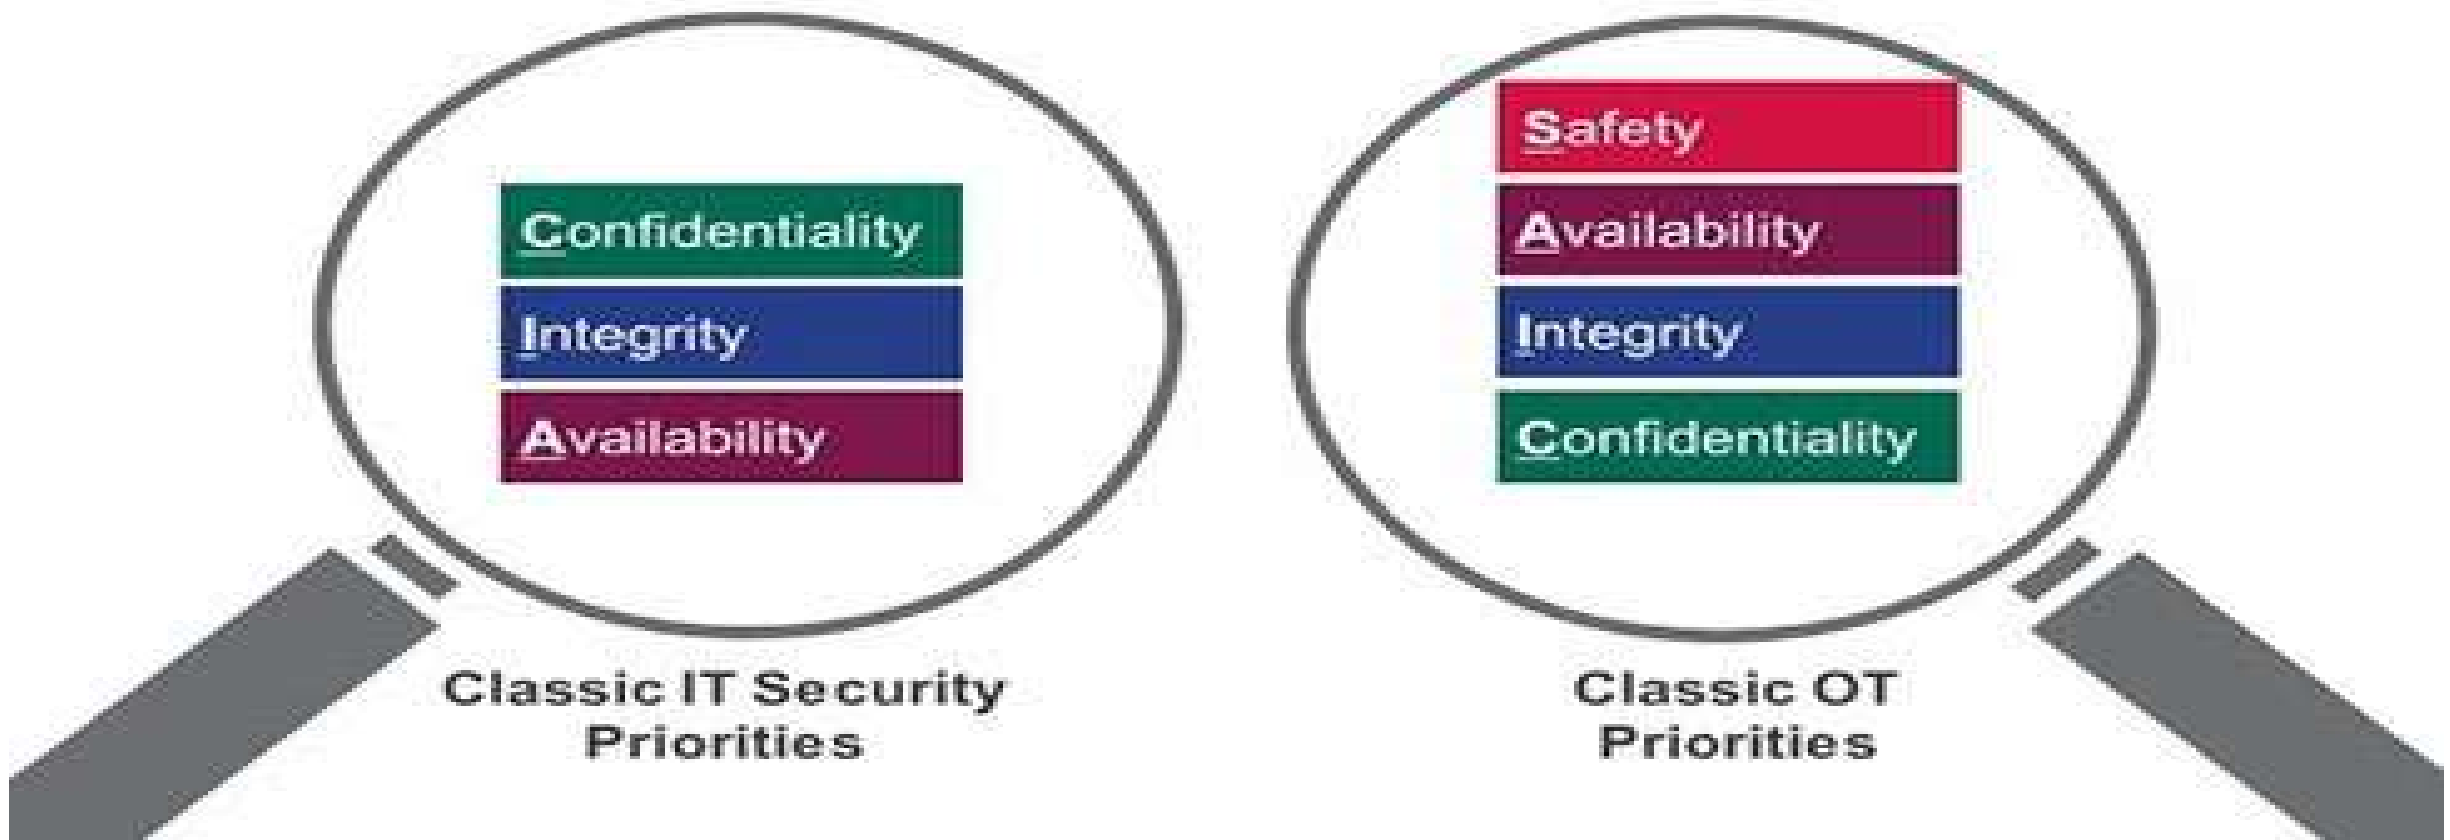 Confidentiality
Integrity
Availability
Classic IT Security
Priorities
Safety
Availability
Integrity
Confidentiality
Classic OT
Priorities